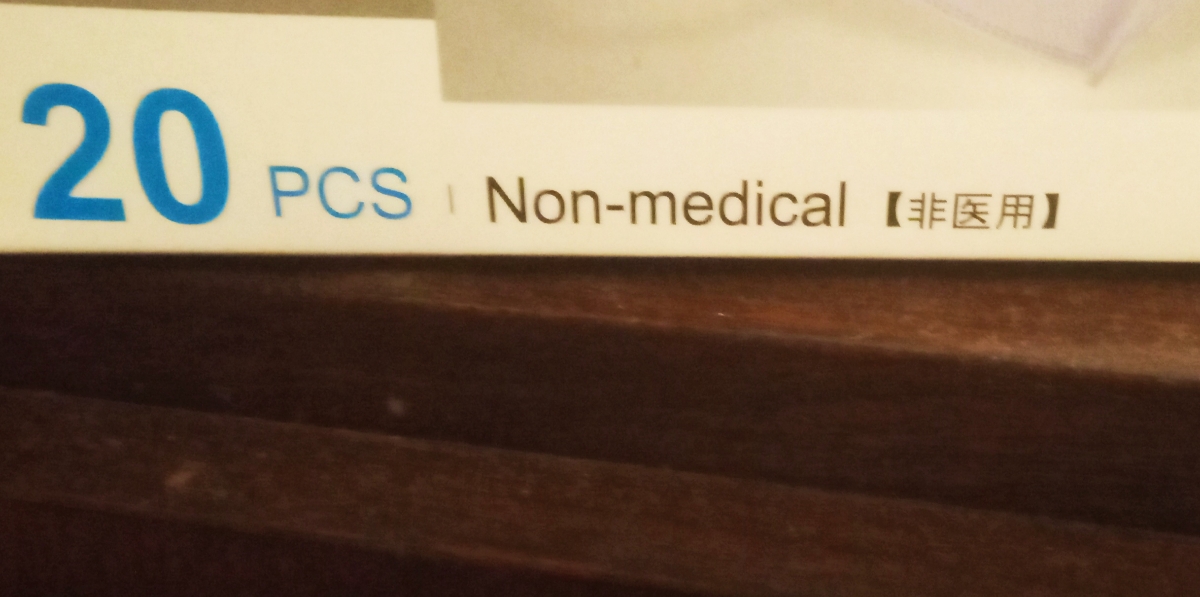 20 PCS | Non-medical 【非医用】